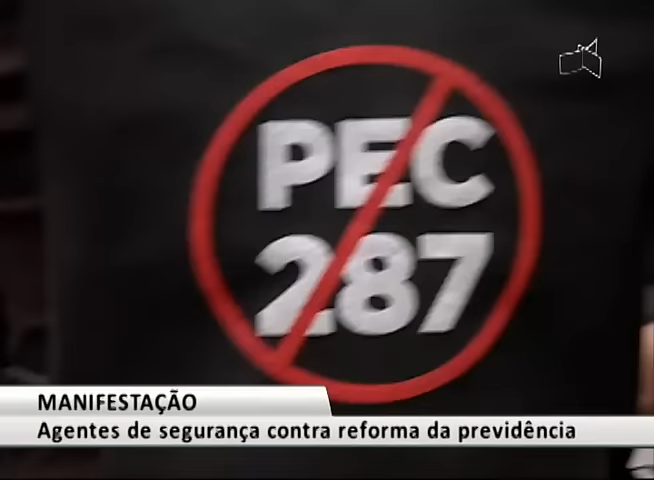 PEC
287
MANIFESTAÇÃO
Agentes de segurança contra reforma da previdência